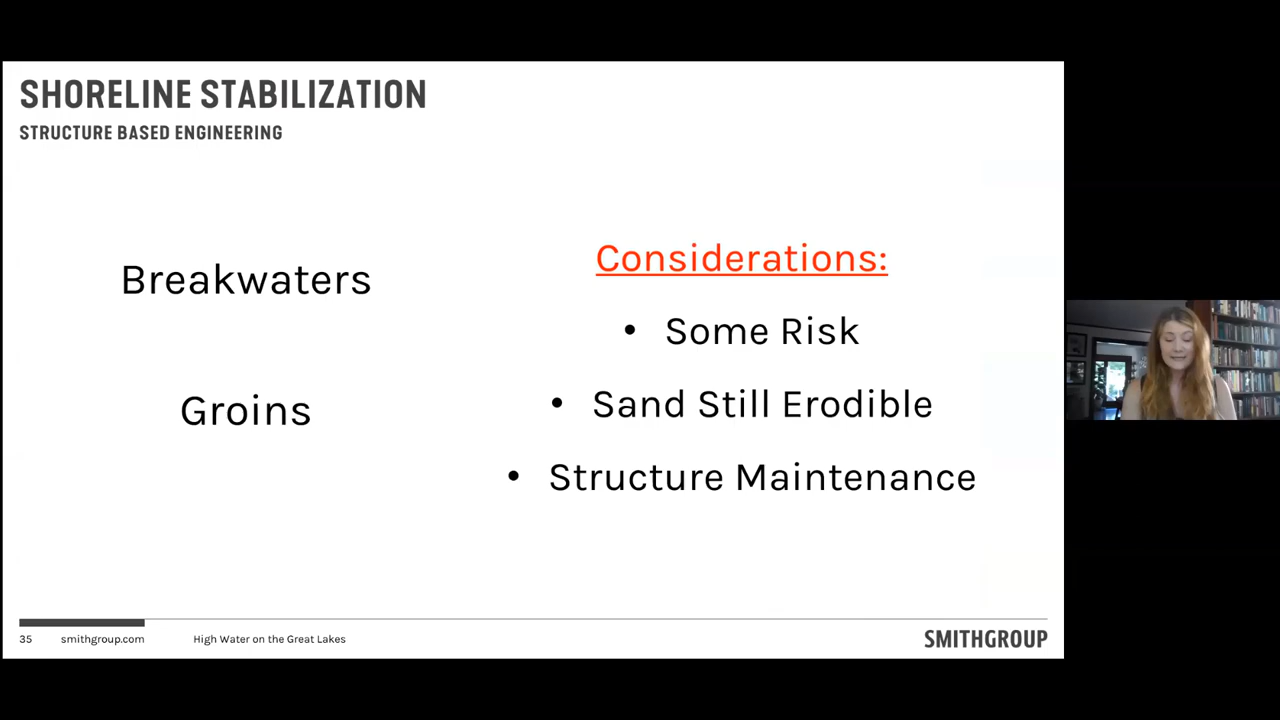 SHORELINE STABILIZATION
STRUCTURE BASED ENGINEERING
Breakwaters
Groins
Considerations:
• Some Risk
• Sand Still Erodible
• Structure Maintenance
35 smithgroup.com High Water on the Great Lakes SMITHGROUP